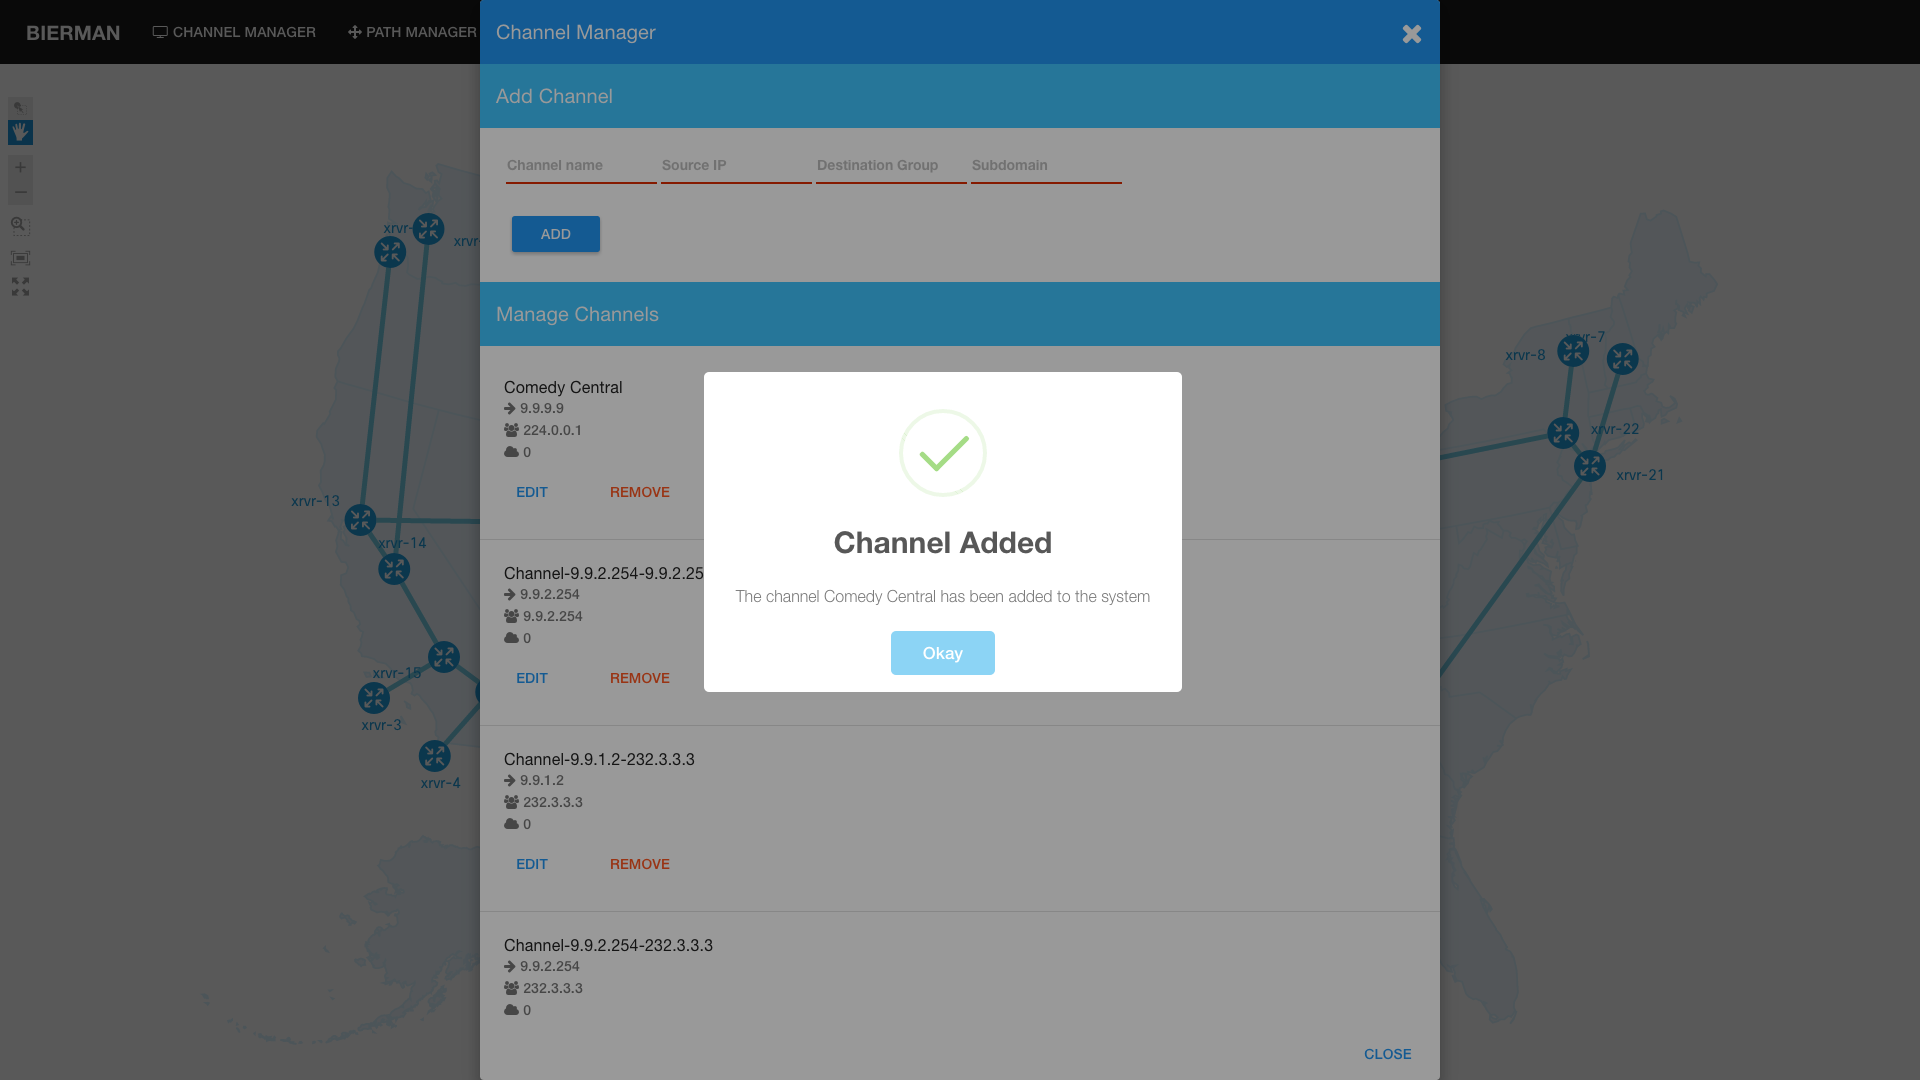 BIERMAN
CHANNEL MANAGER
PATH MANAGER
Channel Manager
Add Channel
Channel name
Source IP
Destination Group
Subdomain
ADD
Manage Channels
Comedy Central
9.9.9.9
224.0.0.1
0
EDIT
REMOVE
Channel-9.9.2.254-9.9.2.25
9.9.2.254
9.9.2.254
0
EDIT
REMOVE
Channel-9.9.1.2-232.3.3.3
9.9.1.2
232.3.3.3
0
EDIT
REMOVE
Channel-9.9.2.254-232.3.3.3
9.9.2.254
232.3.3.3
0
CLOSE
Channel Added
The channel Comedy Central has been added to the system
Okay
xrvr-
xrvr-
xrvr-13
xrvr-14
xrvr-15
xrvr-3
xrvr-4
xrvr-7
xrvr-8
xrvr-22
xrvr-21